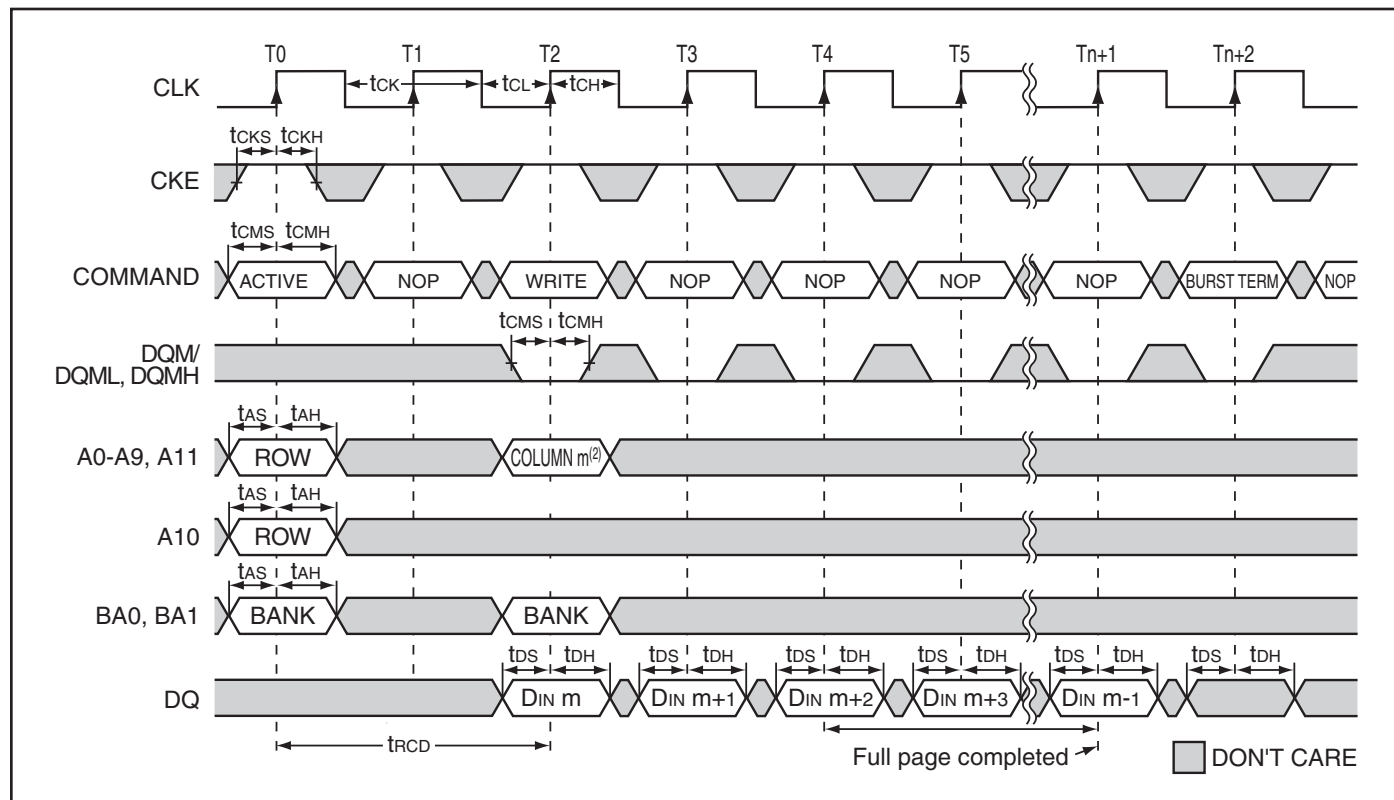 T0 T1 T2 T3 T4 T5 Tn+1 Tn+2
CLK
tCK tCL tCH
tCKS tCKH
CKE
tCMS tCMH
COMMAND
ACTIVE NOP WRITE NOP NOP NOP NOP BURST TERM NOP
tCMS tCMH
DQM/
DQML, DQMH
tAS tAH
A0-A9, A11
ROW COLUMN m(2)
tAS tAH
A10
ROW
tAS tAH
BA0, BA1
BANK BANK
tDS tDH tDS tDH tDS tDH tDS tDH tDS tDH tDS tDH
DQ
DIN m DIN m+1 DIN m+2 DIN m+3 DIN m-1
tRCD
Full page completed
DON'T CARE